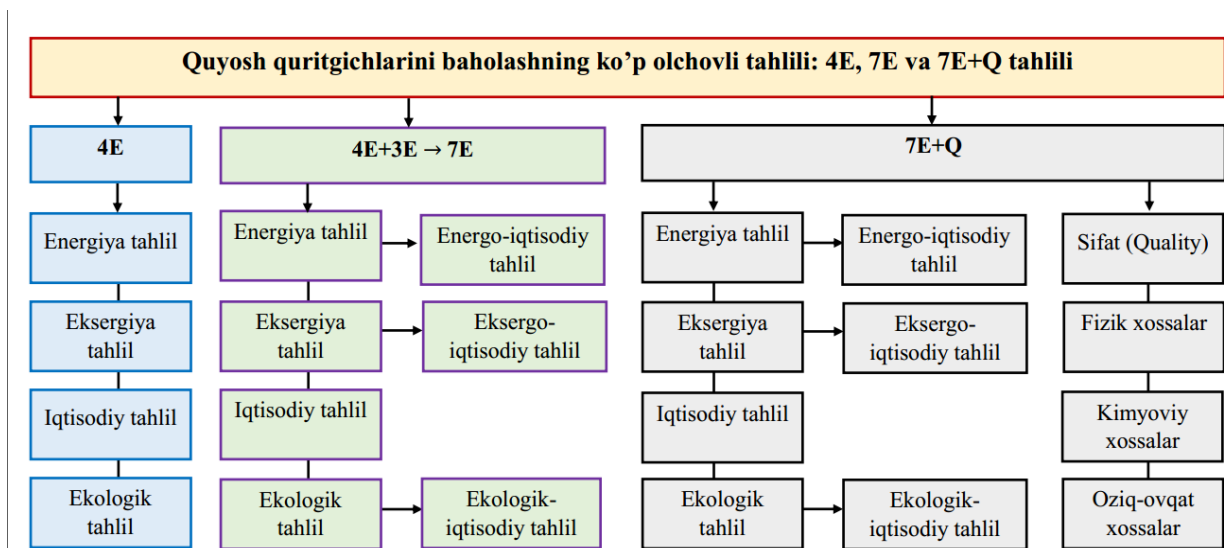 Quyosh quritgichlarini baholashning ko’p olchovli tahlili: 4E, 7E va 7E+Q tahlili
4E
Energiya tahlil
Eksergiya
tahlil
Iqtisodiy tahlil
Ekologik
tahlil
4E+3E → 7E
Energiya tahlil
Energo-iqtisodiy
tahlil
Eksergiya
tahlil
Eksergo-
iqtisodiy tahlil
Iqtisodiy tahlil
Ekologik
tahlil
Ekologik-
iqtisodiy tahlil
7E+Q
Energiya tahlil
Energo-iqtisodiy
tahlil
Eksergiya
tahlil
Eksergo-
iqtisodiy tahlil
Iqtisodiy tahlil
Ekologik
tahlil
Ekologik-
iqtisodiy tahlil
Sifat (Quality)
Fizik xossalar
Kimyoviy
xossalar
Oziq-ovqat
xossalar